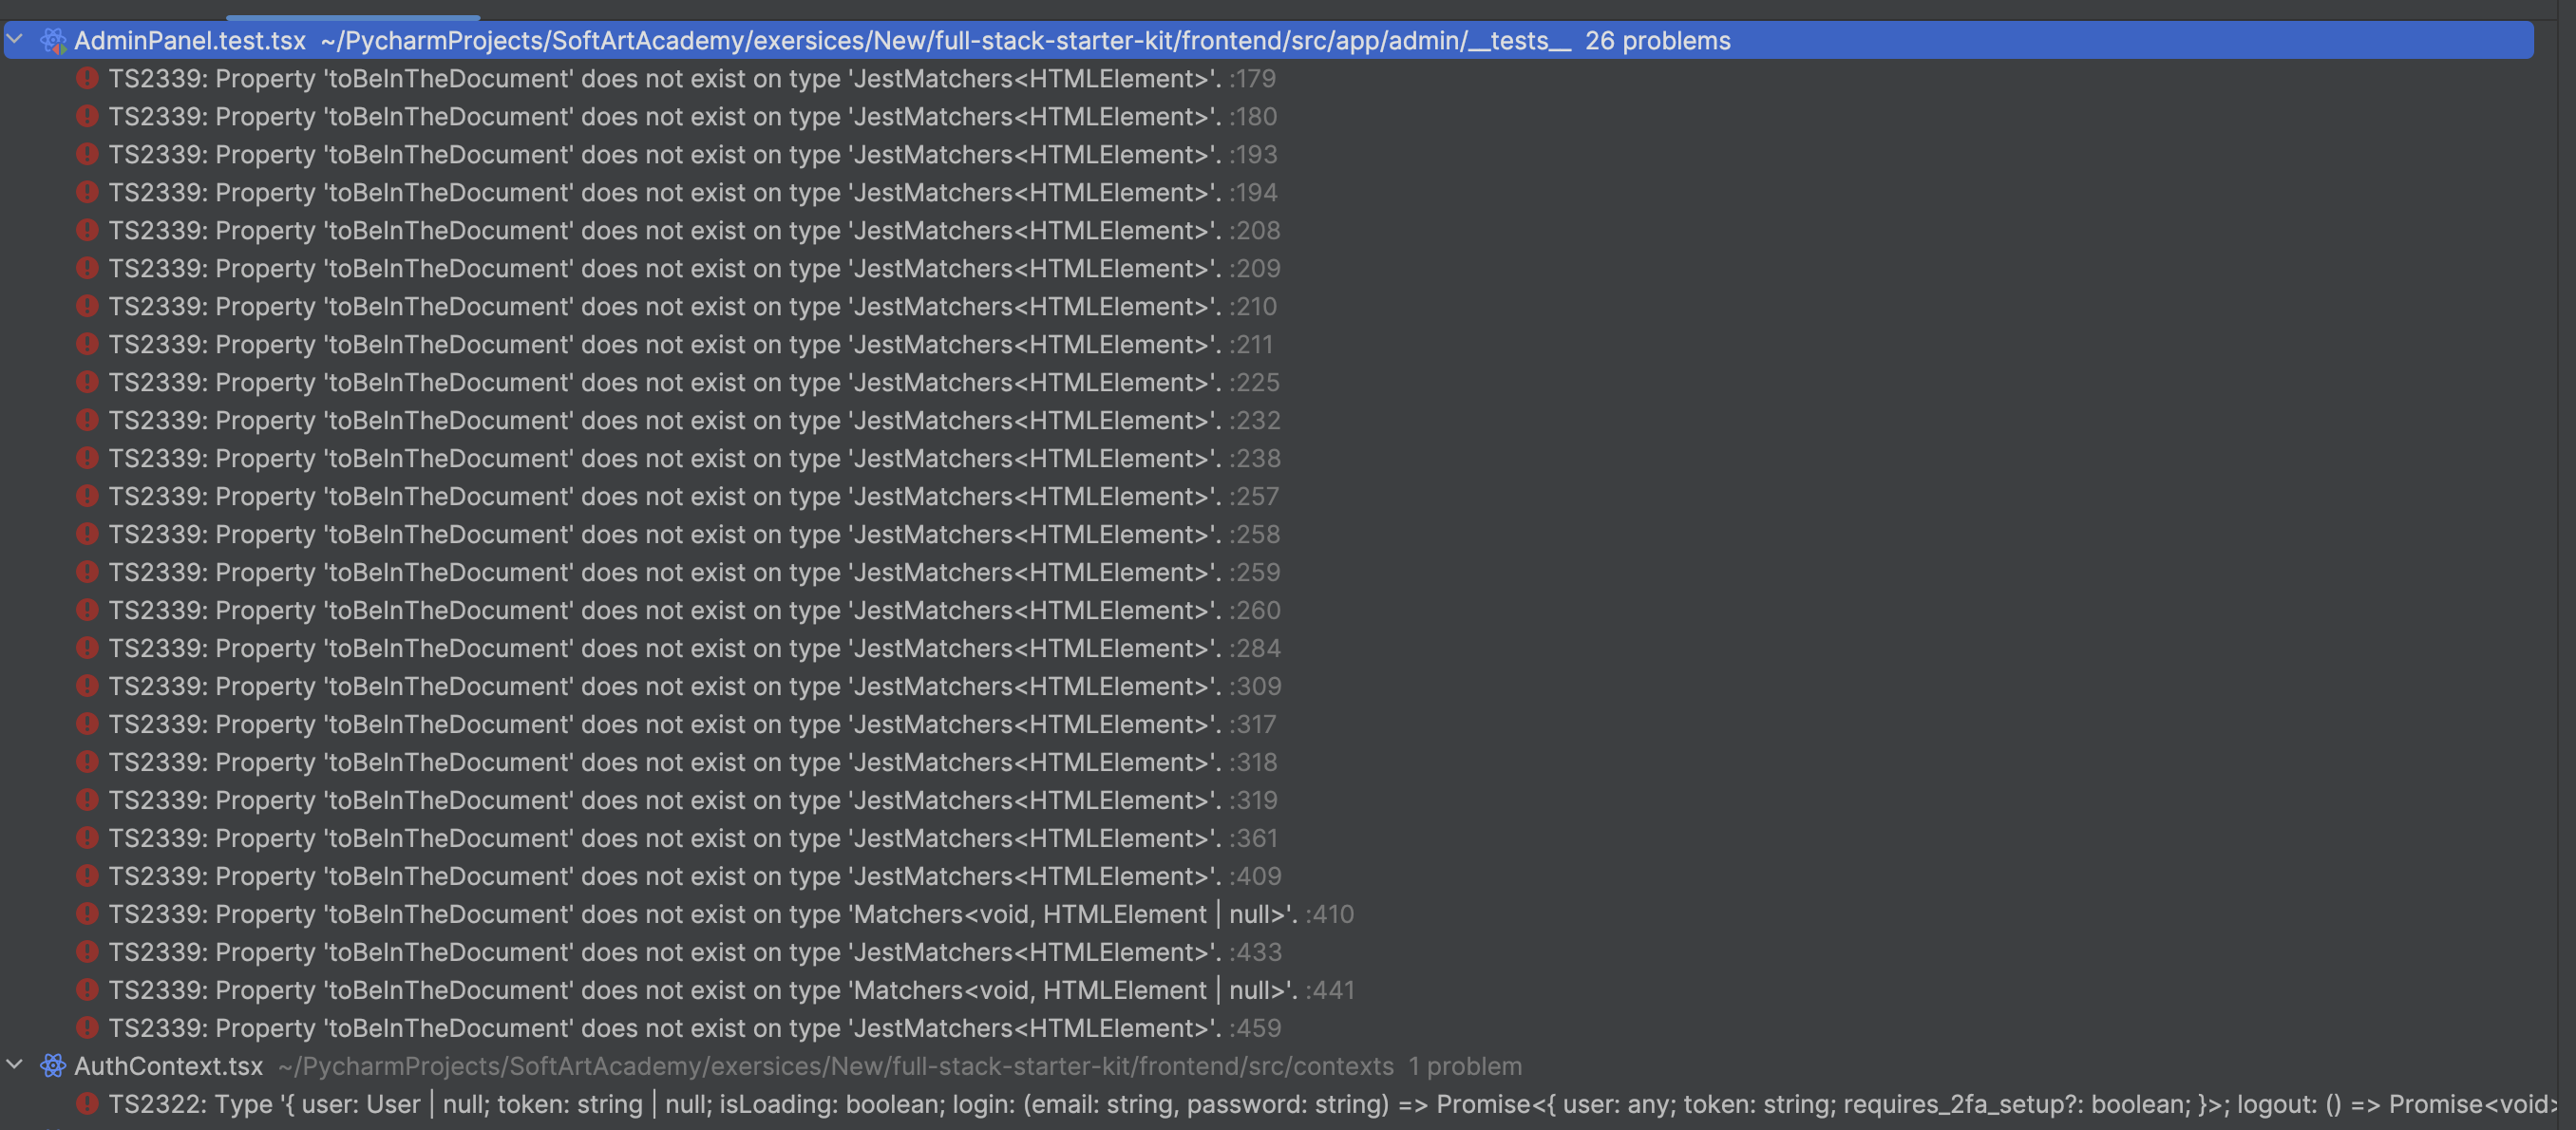 AdminPanel.test.tsx ~/PycharmProjects/SoftArtAcademy/exersices/New/full-stack-starter-kit/frontend/src/app/admin/__tests__ 26 problems
TS2339: Property 'toBeInTheDocument' does not exist on type 'JestMatchers<HTMLElement>'. :179
TS2339: Property 'toBeInTheDocument' does not exist on type 'JestMatchers<HTMLElement>'. :180
TS2339: Property 'toBeInTheDocument' does not exist on type 'JestMatchers<HTMLElement>'. :193
TS2339: Property 'toBeInTheDocument' does not exist on type 'JestMatchers<HTMLElement>'. :194
TS2339: Property 'toBeInTheDocument' does not exist on type 'JestMatchers<HTMLElement>'. :208
TS2339: Property 'toBeInTheDocument' does not exist on type 'JestMatchers<HTMLElement>'. :209
TS2339: Property 'toBeInTheDocument' does not exist on type 'JestMatchers<HTMLElement>'. :210
TS2339: Property 'toBeInTheDocument' does not exist on type 'JestMatchers<HTMLElement>'. :211
TS2339: Property 'toBeInTheDocument' does not exist on type 'JestMatchers<HTMLElement>'. :225
TS2339: Property 'toBeInTheDocument' does not exist on type 'JestMatchers<HTMLElement>'. :232
TS2339: Property 'toBeInTheDocument' does not exist on type 'JestMatchers<HTMLElement>'. :238
TS2339: Property 'toBeInTheDocument' does not exist on type 'JestMatchers<HTMLElement>'. :257
TS2339: Property 'toBeInTheDocument' does not exist on type 'JestMatchers<HTMLElement>'. :258
TS2339: Property 'toBeInTheDocument' does not exist on type 'JestMatchers<HTMLElement>'. :259
TS2339: Property 'toBeInTheDocument' does not exist on type 'JestMatchers<HTMLElement>'. :260
TS2339: Property 'toBeInTheDocument' does not exist on type 'JestMatchers<HTMLElement>'. :284
TS2339: Property 'toBeInTheDocument' does not exist on type 'JestMatchers<HTMLElement>'. :309
TS2339: Property 'toBeInTheDocument' does not exist on type 'JestMatchers<HTMLElement>'. :317
TS2339: Property 'toBeInTheDocument' does not exist on type 'JestMatchers<HTMLElement>'. :318
TS2339: Property 'toBeInTheDocument' does not exist on type 'JestMatchers<HTMLElement>'. :319
TS2339: Property 'toBeInTheDocument' does not exist on type 'JestMatchers<HTMLElement>'. :361
TS2339: Property 'toBeInTheDocument' does not exist on type 'JestMatchers<HTMLElement>'. :409
TS2339: Property 'toBeInTheDocument' does not exist on type 'Matchers<void, HTMLElement | null>'. :410
TS2339: Property 'toBeInTheDocument' does not exist on type 'JestMatchers<HTMLElement>'. :433
TS2339: Property 'toBeInTheDocument' does not exist on type 'Matchers<void, HTMLElement | null>'. :441
TS2339: Property 'toBeInTheDocument' does not exist on type 'JestMatchers<HTMLElement>'. :459
AuthContext.tsx ~/PycharmProjects/SoftArtAcademy/exersices/New/full-stack-starter-kit/frontend/src/contexts 1 problem
TS2322: Type '{ user: User | null; token: string | null; isLoading: boolean; login: (email: string, password: string) => Promise<{ user: any; token: string; requires_2fa_setup?: boolean; }>; logout: () => Promise<void>